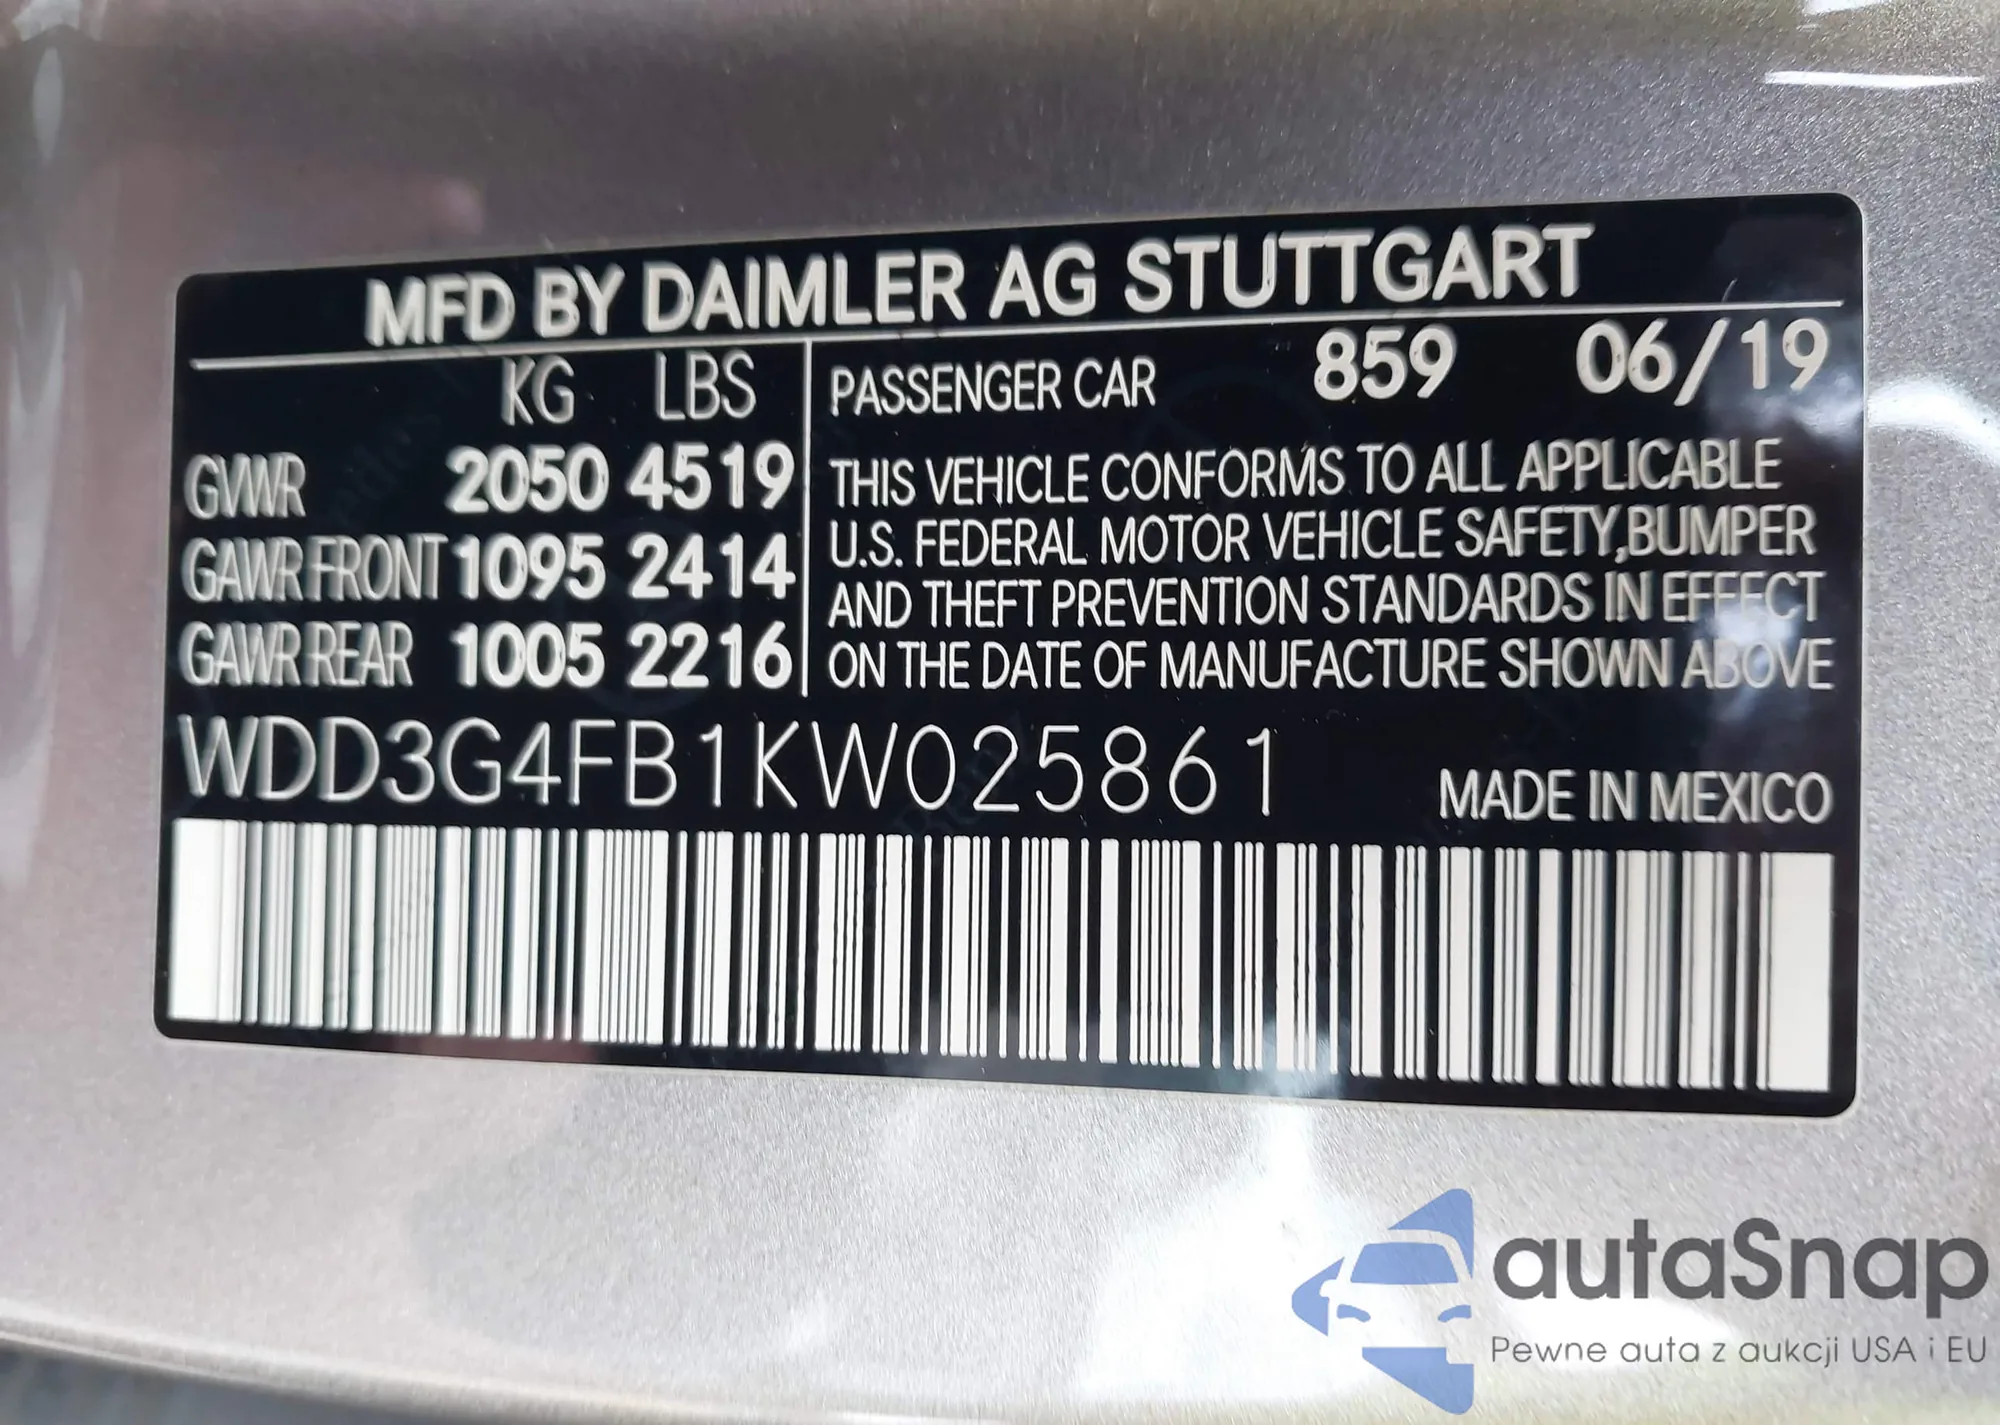 MFD BY DAIMLER AG STUTTGART
KG LBS
GVWR 2050 4519
GAWR FRONT 1095 2414
GAWR REAR 1005 2216
PASSENGER CAR 859 06/19
THIS VEHICLE CONFORMS TO ALL APPLICABLE
U.S. FEDERAL MOTOR VEHICLE SAFETY,BUMPER
AND THEFT PREVENTION STANDARDS IN EFFECT
ON THE DATE OF MANUFACTURE SHOWN ABOVE
WDD3G4FB1KW025861
MADE IN MEXICO
autaSnap
Pewne auta z aukcji USA i EU